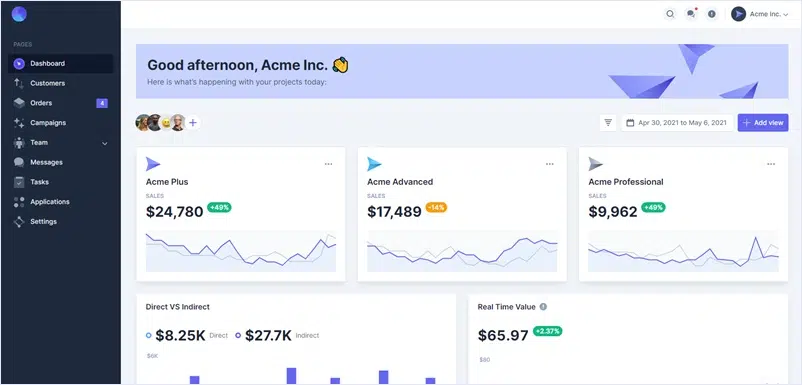 PAGES
Dashboard
Customers
Orders 4
Campaigns
Team
Messages
Tasks
Applications
Settings
Acme Inc.
Good afternoon, Acme Inc. 👋
Here is what's happening with your projects today:
Apr 30, 2021 to May 6, 2021
+ Add view
Acme Plus
SALES
$24,780 +49%
Acme Advanced
SALES
$17,489 -14%
Acme Professional
SALES
$9,962 +49%
Direct VS Indirect
$8.25K Direct $27.7K Indirect
$6K
Real Time Value
$65.97 +2.37%
$80